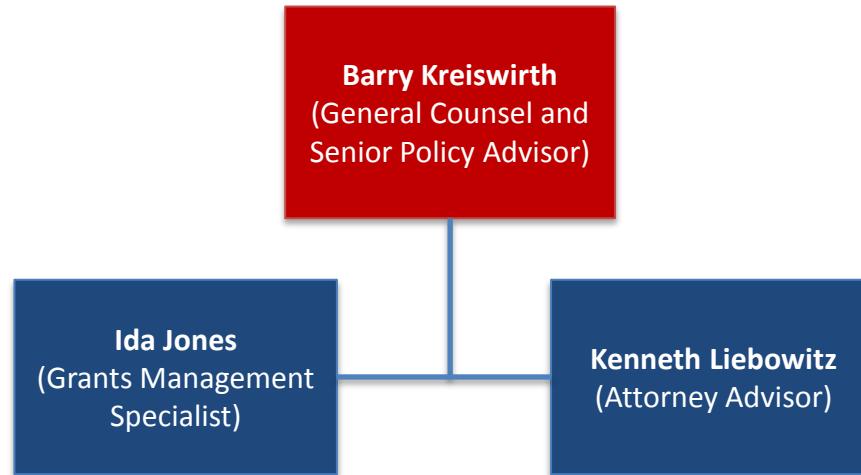 Barry Kreiswirth
(General Counsel and
Senior Policy Advisor)
Ida Jones
(Grants Management
Specialist)
Kenneth Liebowitz
(Attorney Advisor)